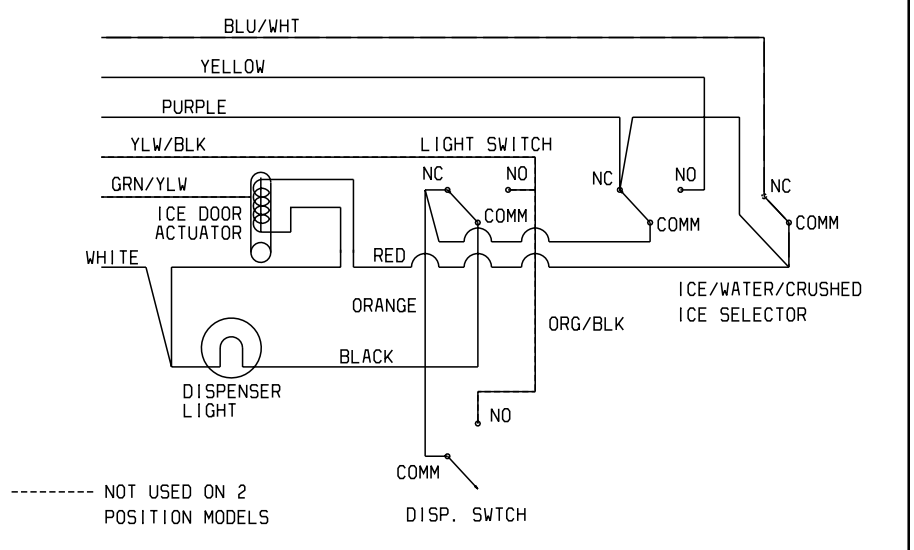 BLU/WHT
YELLOW
PURPLE
YLW/BLK
LIGHT SWITCH
GRN/YLW
NC
NO
NC
NO
NC
ICE DOOR
ACTUATOR
COMM
COMM
COMM
WHITE
RED
ICE/WATER/CRUSHED
ICE SELECTOR
ORANGE
ORG/BLK
BLACK
DISPENSER
LIGHT
NO
COMM
NOT USED ON 2
POSITION MODELS
DISP. SWTCH